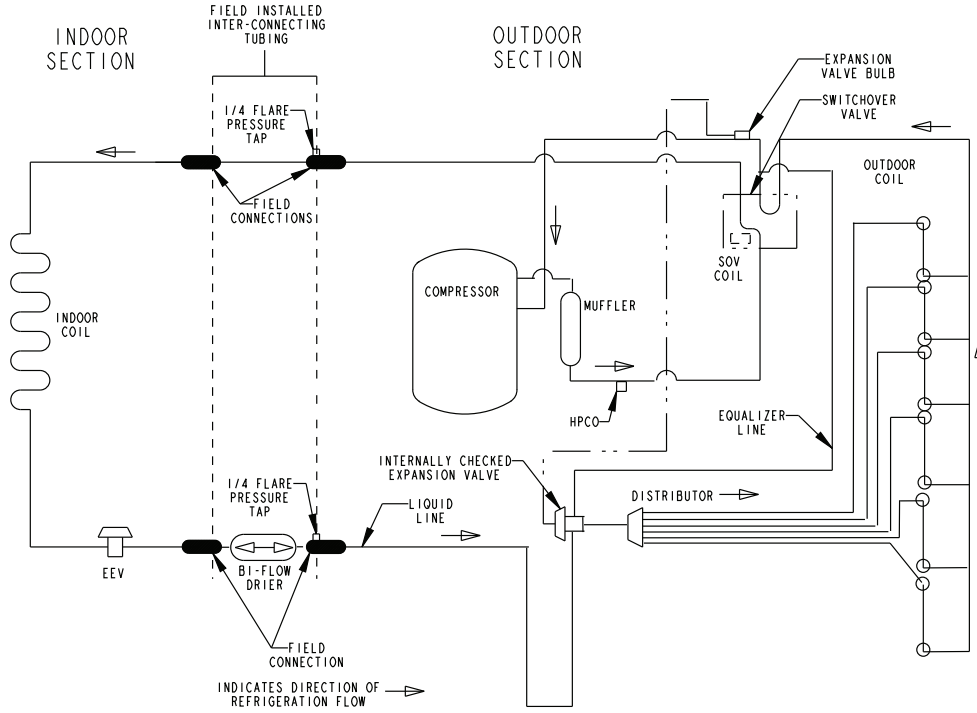 FIELD INSTALLED
INTER-CONNECTING
TUBING
INDOOR
SECTION
OUTDOOR
SECTION
EXPANSION
VALVE BULB
SWITCHOVER
VALVE
1/4 FLARE
PRESSURE
TAP
OUTDOOR
COIL
FIELD
CONNECTIONS
SOV
COIL
COMPRESSOR
MUFFLER
INDOOR
COIL
HPCO
EQUALIZER
LINE
INTERNALLY CHECKED
EXPANSION VALVE
1/4 FLARE
PRESSURE
TAP
LIQUID
LINE
DISTRIBUTOR
EEV
BI-FLOW
DRIER
FIELD
CONNECTION
INDICATES DIRECTION OF
REFRIGERATION FLOW